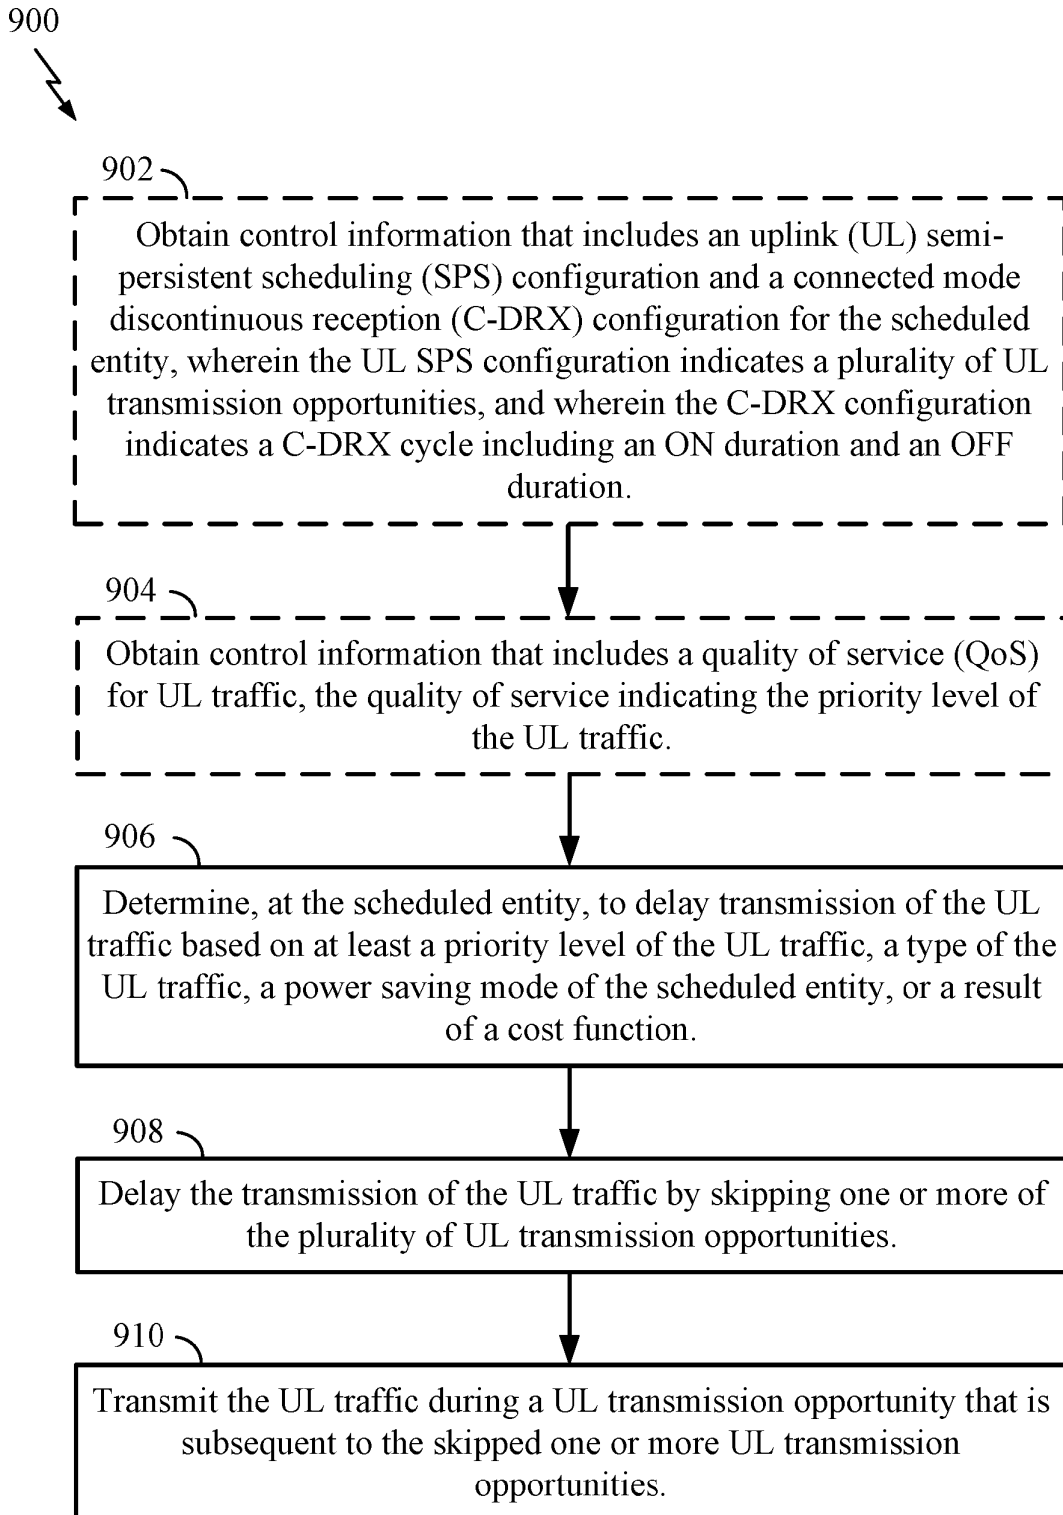 900
902
Obtain control information that includes an uplink (UL) semi-
persistent scheduling (SPS) configuration and a connected mode
discontinuous reception (C-DRX) configuration for the scheduled
entity, wherein the UL SPS configuration indicates a plurality of UL
transmission opportunities, and wherein the C-DRX configuration
indicates a C-DRX cycle including an ON duration and an OFF
duration.
904
Obtain control information that includes a quality of service (QoS)
for UL traffic, the quality of service indicating the priority level of
the UL traffic.
906
Determine, at the scheduled entity, to delay transmission of the UL
traffic based on at least a priority level of the UL traffic, a type of the
UL traffic, a power saving mode of the scheduled entity, or a result
of a cost function.
908
Delay the transmission of the UL traffic by skipping one or more of
the plurality of UL transmission opportunities.
910
Transmit the UL traffic during a UL transmission opportunity that is
subsequent to the skipped one or more UL transmission
opportunities.